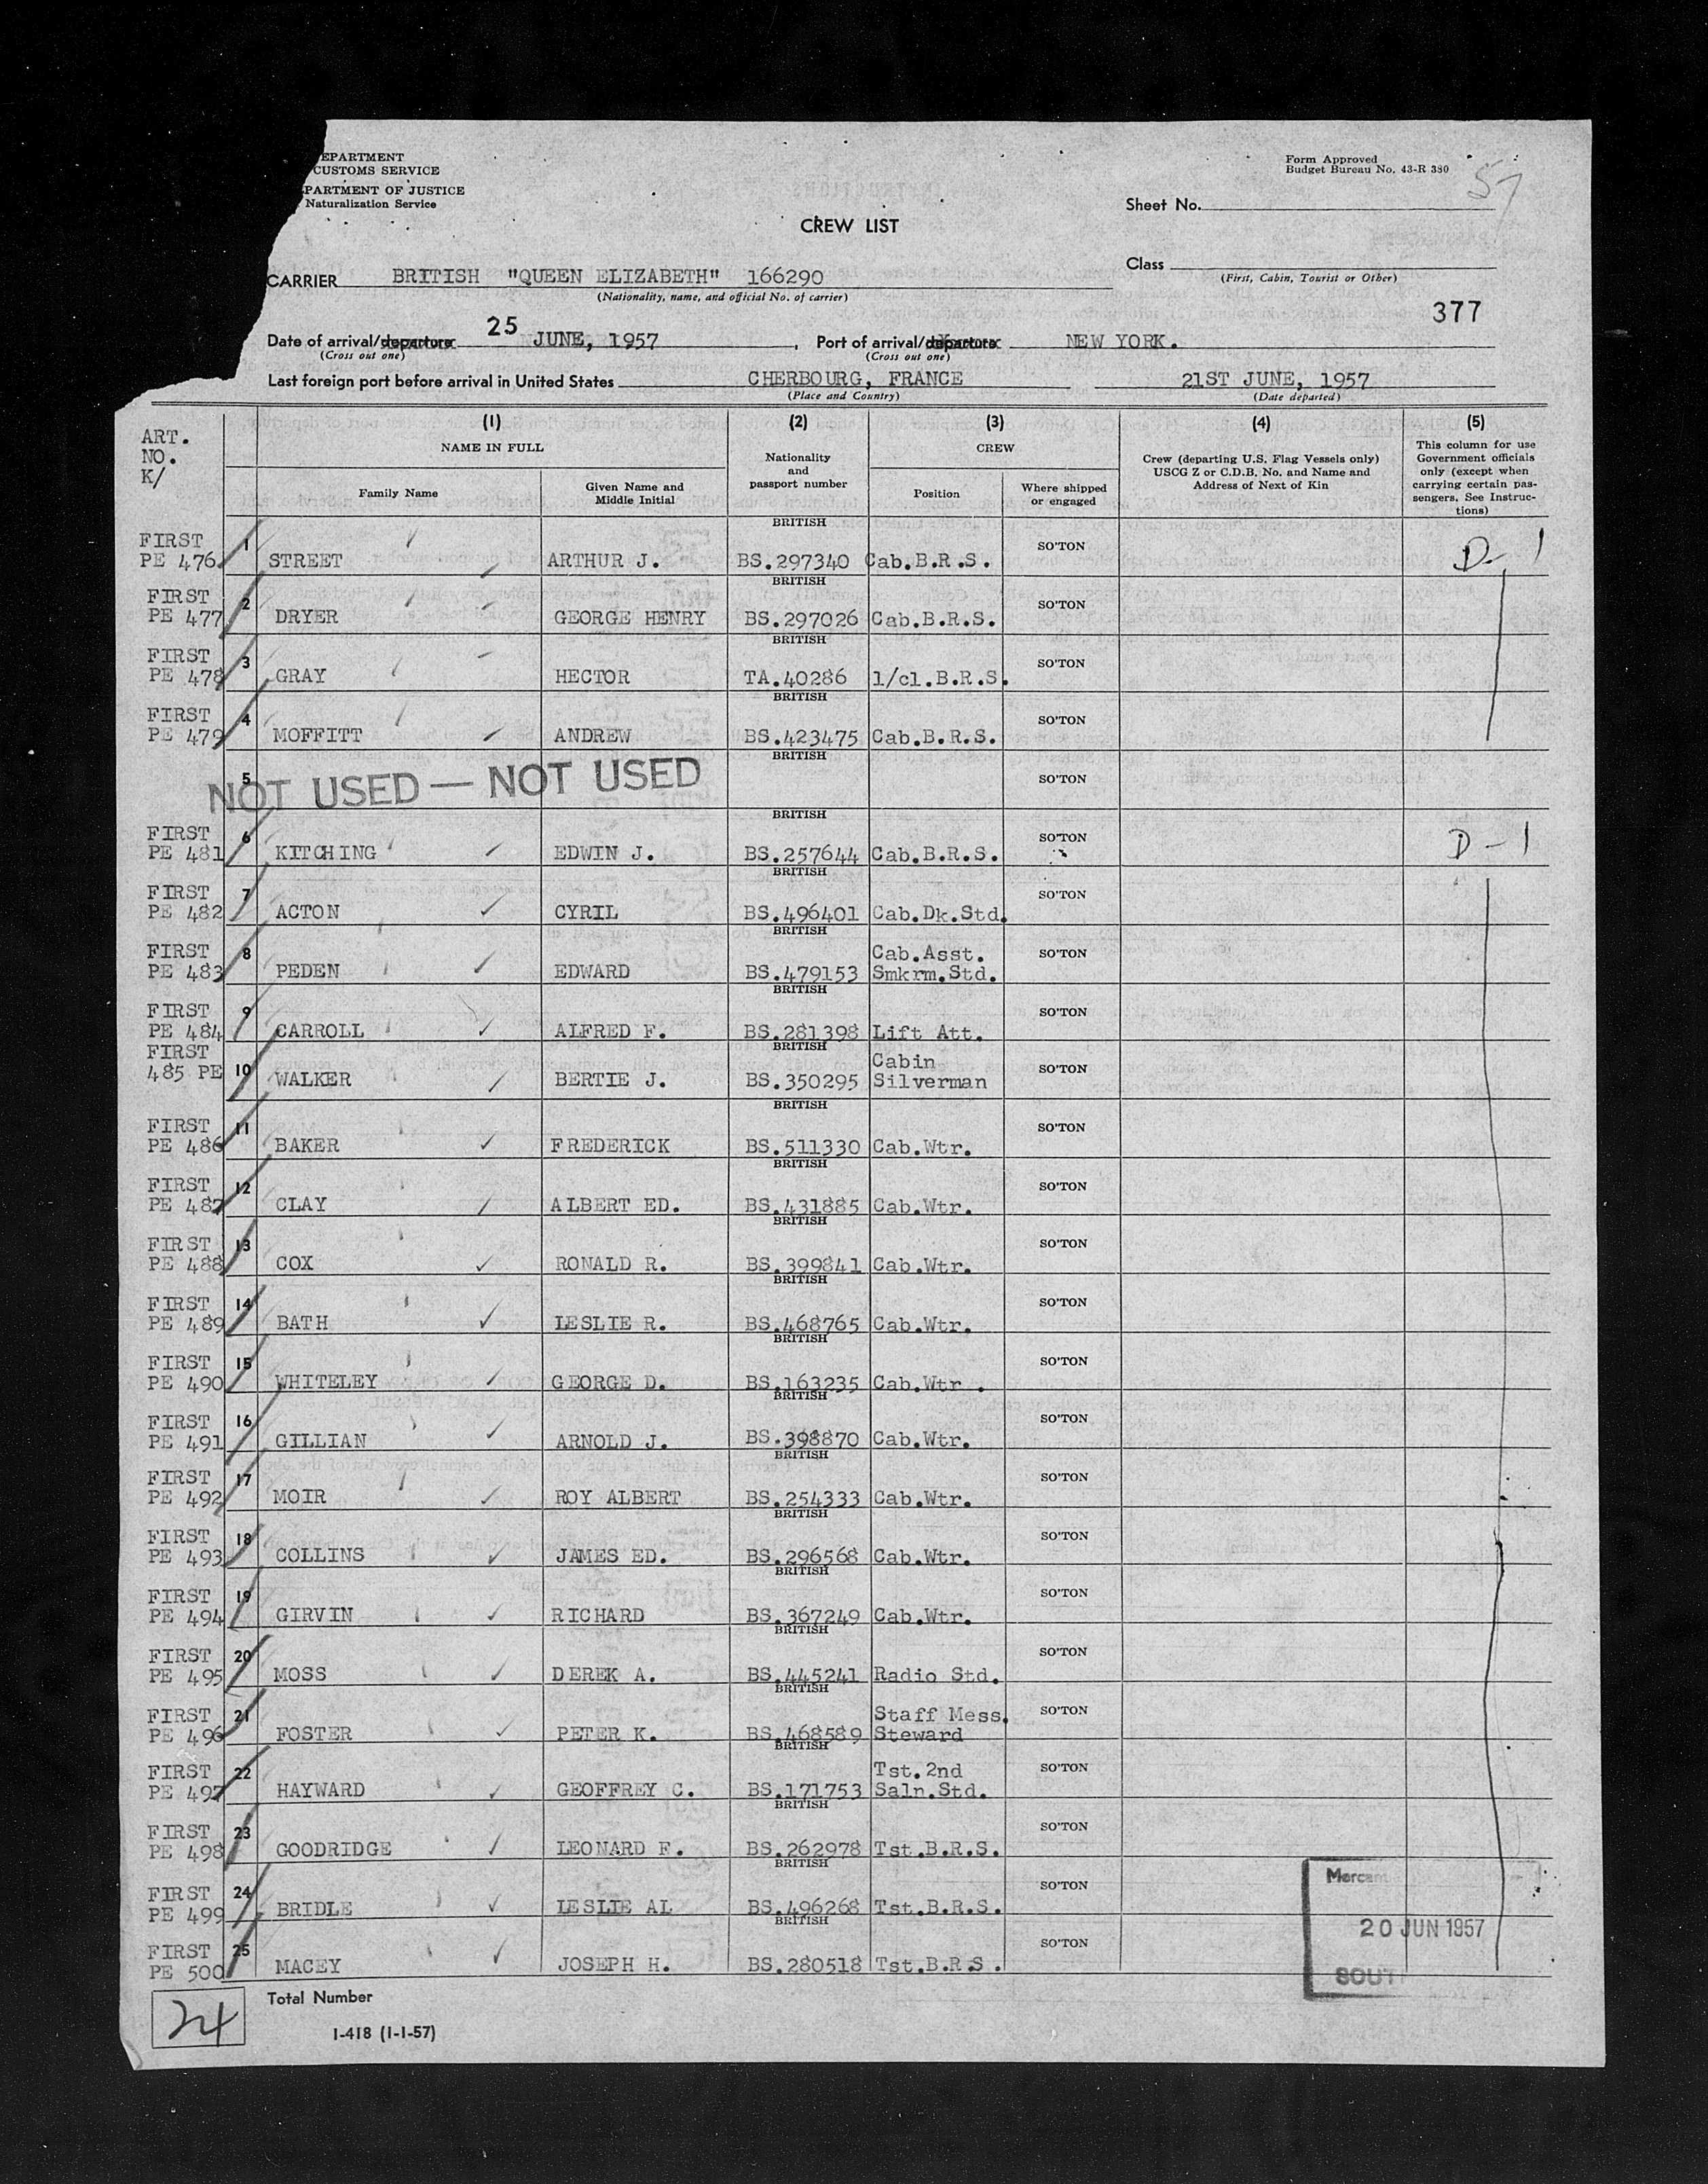 EPARTMENT
CUSTOMS SERVICE
PARTMENT OF JUSTICE
Naturalization Service
Form Approved
Budget Bureau No. 43-R 380
57
Sheet No.
CREW LIST
Class
(First, Cabin, Tourist or Other)
CARRIER BRITISH "QUEEN ELIZABETH" 166290
(Nationality, name, and official No. of carrier)
377
Date of arrival/departure 25 JUNE, 1957, Port of arrival/departure NEW YORK.
(Cross out one) (Cross out one)
Last foreign port before arrival in United States CHERBOURG, FRANCE 21ST JUNE, 1957
(Place and Country) (Date departed)
ART.
NO.
K/
(1) (2) (3) (4) (5)
NAME IN FULL
Family Name
Given Name and
Middle Initial
Nationality
and
passport number
CREW
Position
Where shipped
or engaged
Crew (departing U.S. Flag Vessels only)
USCG Z or C.D.B. No. and Name and
Address of Next of Kin
This column for use
Government officials
only (except when
carrying certain pas-
sengers. See Instruc-
tions)
BRITISH
FIRST 1 SO'TON D-1
PE 476 STREET ARTHUR J. BS.297340 Cab.B.R.S.
BRITISH
FIRST 2 SO'TON
PE 477 DRYER GEORGE HENRY BS.297026 Cab.B.R.S.
BRITISH
FIRST 3 SO'TON
PE 478 GRAY HECTOR TA.40286 1/cl.B.R.S.
BRITISH
FIRST 4 SO'TON
PE 479 MOFFITT ANDREW BS.423475 Cab.B.R.S.
BRITISH
5 SO'TON
NOT USED — NOT USED
BRITISH
FIRST 6 SO'TON D-1
PE 481 KITCHING EDWIN J. BS.257644 Cab.B.R.S.
BRITISH
FIRST 7 SO'TON
PE 482 ACTON CYRIL BS.496401 Cab.Dk.Std.
BRITISH
FIRST 8 Cab.Asst. SO'TON
PE 483 PEDEN EDWARD BS.479153 Smkrm.Std.
BRITISH
FIRST 9 SO'TON
PE 484 CARROLL ALFRED F. BS.281398 Lift Att.
BRITISH
FIRST 10 Cabin SO'TON
485 PE WALKER BERTIE J. BS.350295 Silverman
BRITISH
FIRST 11 SO'TON
PE 486 BAKER FREDERICK BS.511330 Cab.Wtr.
BRITISH
FIRST 12 SO'TON
PE 487 CLAY ALBERT ED. BS.431885 Cab.Wtr.
BRITISH
FIRST 13 SO'TON
PE 488 COX RONALD R. BS.399841 Cab.Wtr.
BRITISH
FIRST 14 SO'TON
PE 489 BATH LESLIE R. BS.468765 Cab.Wtr.
BRITISH
FIRST 15 SO'TON
PE 490 WHITELEY GEORGE D. BS.163235 Cab.Wtr.
BRITISH
FIRST 16 SO'TON
PE 491 GILLIAN ARNOLD J. BS.398870 Cab.Wtr.
BRITISH
FIRST 17 SO'TON
PE 492 MOIR ROY ALBERT BS.254333 Cab.Wtr.
BRITISH
FIRST 18 SO'TON
PE 493 COLLINS JAMES ED. BS.296568 Cab.Wtr.
BRITISH
FIRST 19 SO'TON
PE 494 GIRVIN RICHARD BS.367249 Cab.Wtr.
BRITISH
FIRST 20 SO'TON
PE 495 MOSS DEREK A. BS.445241 Radio Std.
BRITISH
FIRST 21 Staff Mess. SO'TON
PE 496 FOSTER PETER K. BS.468589 Steward
BRITISH
FIRST 22 Tst.2nd SO'TON
PE 497 HAYWARD GEOFFREY C. BS.171753 Saln.Std.
BRITISH
FIRST 23 SO'TON
PE 498 GOODRIDGE LEONARD F. BS.262978 Tst.B.R.S.
BRITISH
FIRST 24 SO'TON
PE 499 BRIDLE LESLIE AL BS.496268 Tst.B.R.S.
BRITISH
FIRST 25 SO'TON
PE 500 MACEY JOSEPH H. BS.280518 Tst.B.R.S.
Mercant
20 JUN 1957
SOUT
24 Total Number
I-418 (1-1-57)